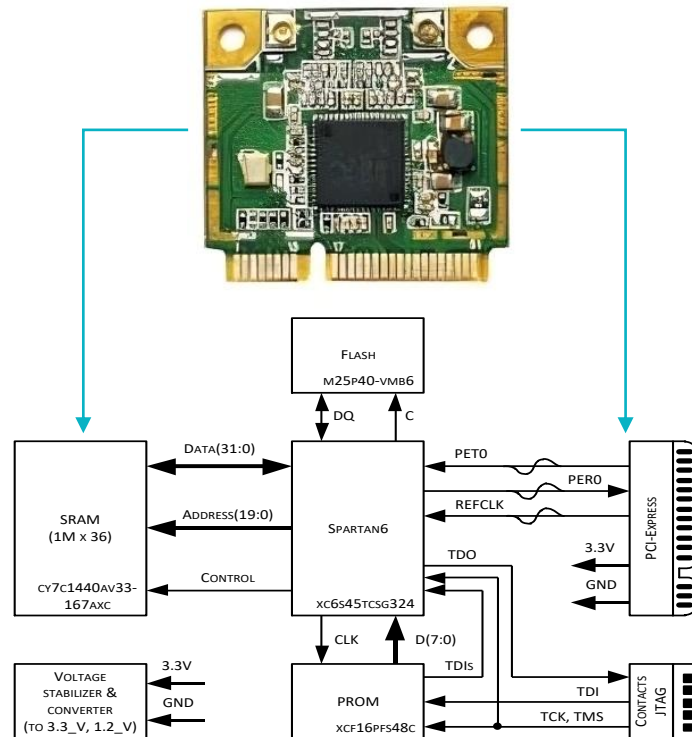 FLASH
M25P40-VMB6
DQ
C
DATA(31:0)
PET0
PER0
ADDRESS(19:0)
REFCLK
SRAM
(1M X 36)
SPARTAN6
PCI-EXPRESS
TDO
3.3V
CONTROL
CY7C1440AV33-
167AXC
GND
XC6S45TCSG324
CLK
D(7:0)
TDIS
VOLTAGE
STABILIZER &
CONVERTER
(TO 3.3_V, 1.2_V)
3.3V
GND
PROM
XCF16PFS48C
TDI
TCK, TMS
CONTACTS
JTAG